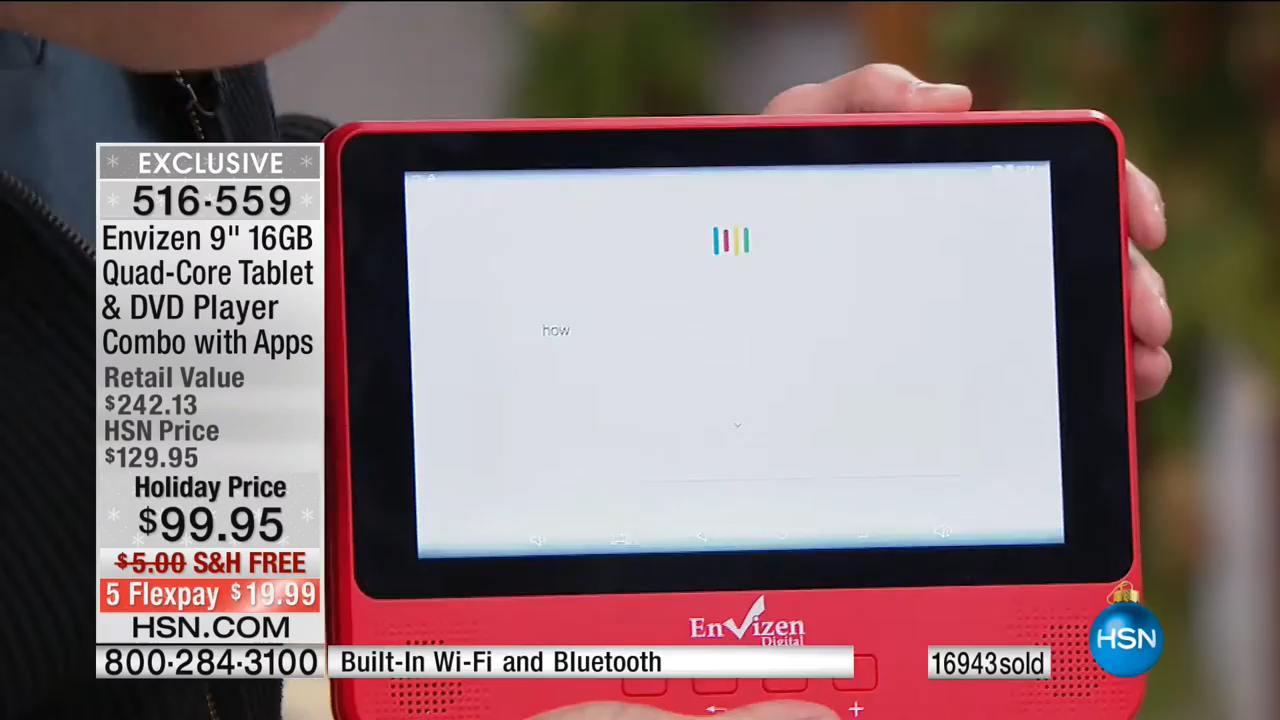 EXCLUSIVE
516-559
Envizen 9" 16GB
Quad-Core Tablet
& DVD Player
Combo with Apps
Retail Value
$242.13
HSN Price
$129.95
Holiday Price
$99.95
$5.00 S&H FREE
5 Flexpay $19.99
HSN.COM
800-284-3100
Built-In Wi-Fi and Bluetooth
16943sold
HSN
how
EnVizen
Digital